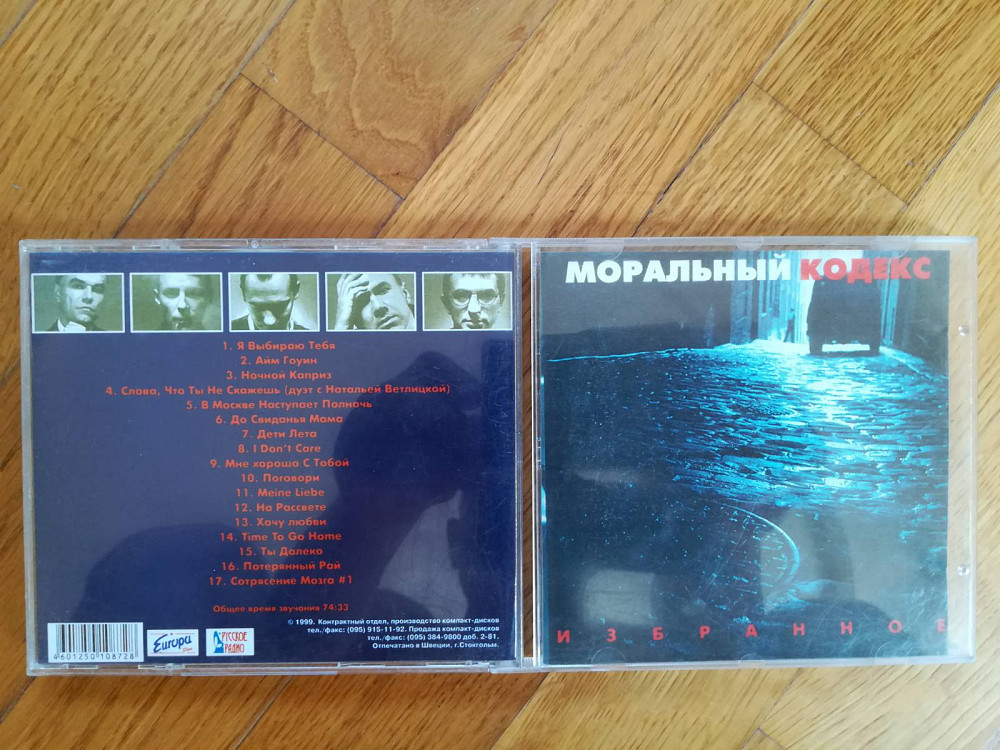 1. Я Выбираю Тебя
2. Айм Гоуин
3. Ночной Каприз
4. Слова, Что Ты Не Скажешь (дуэт с Натальей Ветлицкой)
5. В Москве Наступает Полночь
6. До Свиданья Мама
7. Дети Лета
8. I Don't Care
9. Мне хорошо С Тобой
10. Поговори
11. Meine Liebe
12. На Рассвете
13. Хочу любви
14. Time To Go Home
15. Ты Далеко
16. Потерянный Рай
17. Сотрясение Мозга #1
Общее время звучания 74:33
© 1999. Контрактный отдел, производство компакт-дисков
тел./факс: (095) 915-11-92. Продажа компакт-дисков
тел./факс: (095) 384-9800 доб. 2-81.
Отпечатано в Швеции, г.Стокгольм.
4601250108728
Europa
plus
РУССКОЕ
РАДИО
МОРАЛЬНЫЙ КОДЕКС
ИЗБРАННОЕ